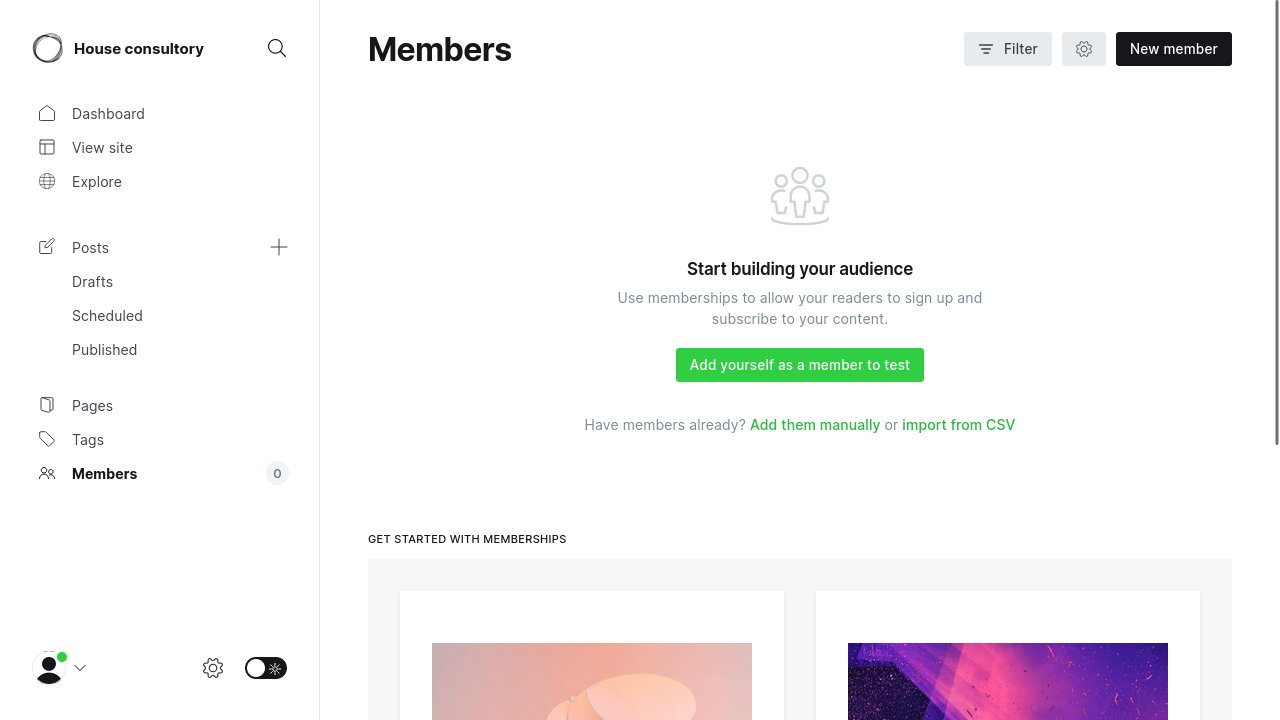 House consultory
Dashboard
View site
Explore
Posts
Drafts
Scheduled
Published
Pages
Tags
Members
0
Members
Filter
New member
Start building your audience
Use memberships to allow your readers to sign up and
subscribe to your content.
Add yourself as a member to test
Have members already? Add them manually or import from CSV
GET STARTED WITH MEMBERSHIPS